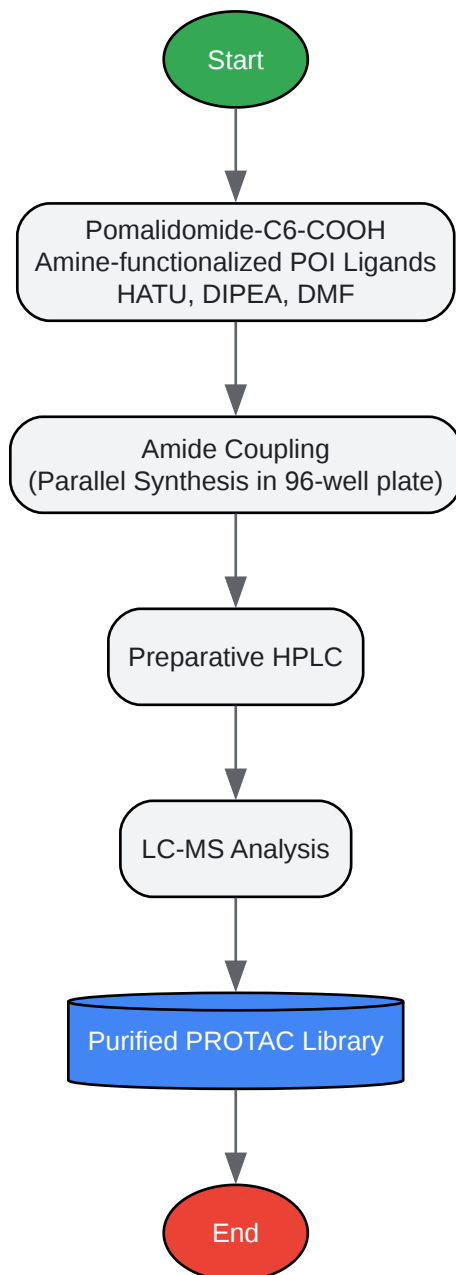 Start
Pomalidomide-C6-COOH
Amine-functionalized POI Ligands
HATU, DIPEA, DMF
Amide Coupling
(Parallel Synthesis in 96-well plate)
Preparative HPLC
LC-MS Analysis
Purified PROTAC Library
End